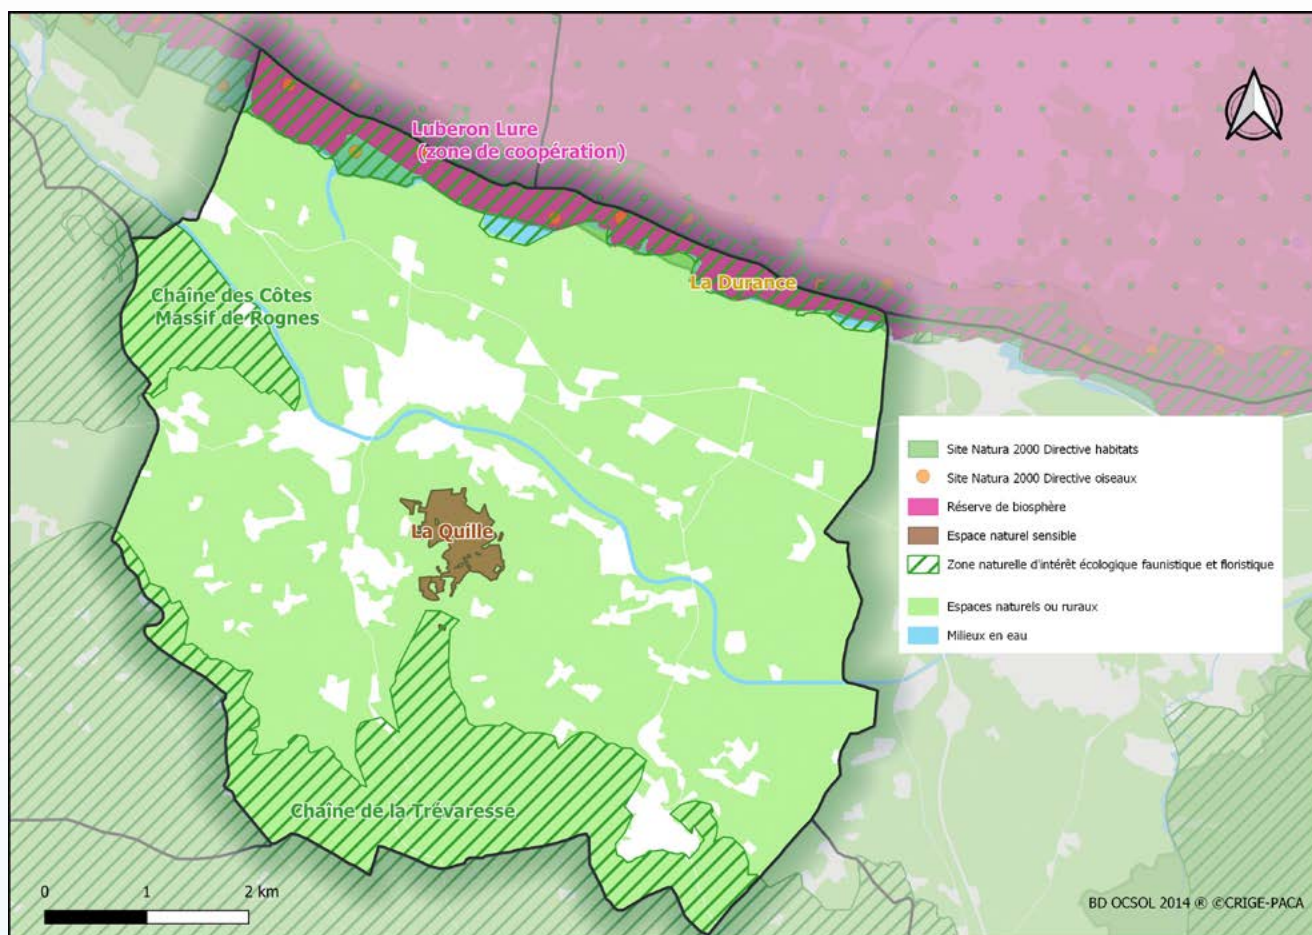 Luberon Lure
(zone de coopération)
La Durance
Chaîne des Côtes
Massif de Rognes
La Quille
Chaîne de la Trévaresse
Site Natura 2000 Directive habitats
Site Natura 2000 Directive oiseaux
Réserve de biosphère
Espace naturel sensible
Zone naturelle d'intérêt écologique faunistique et floristique
Espaces naturels ou ruraux
Milieux en eau
0 1 2 km
BD OCSOL 2014 ® ©CRIGE-PACA